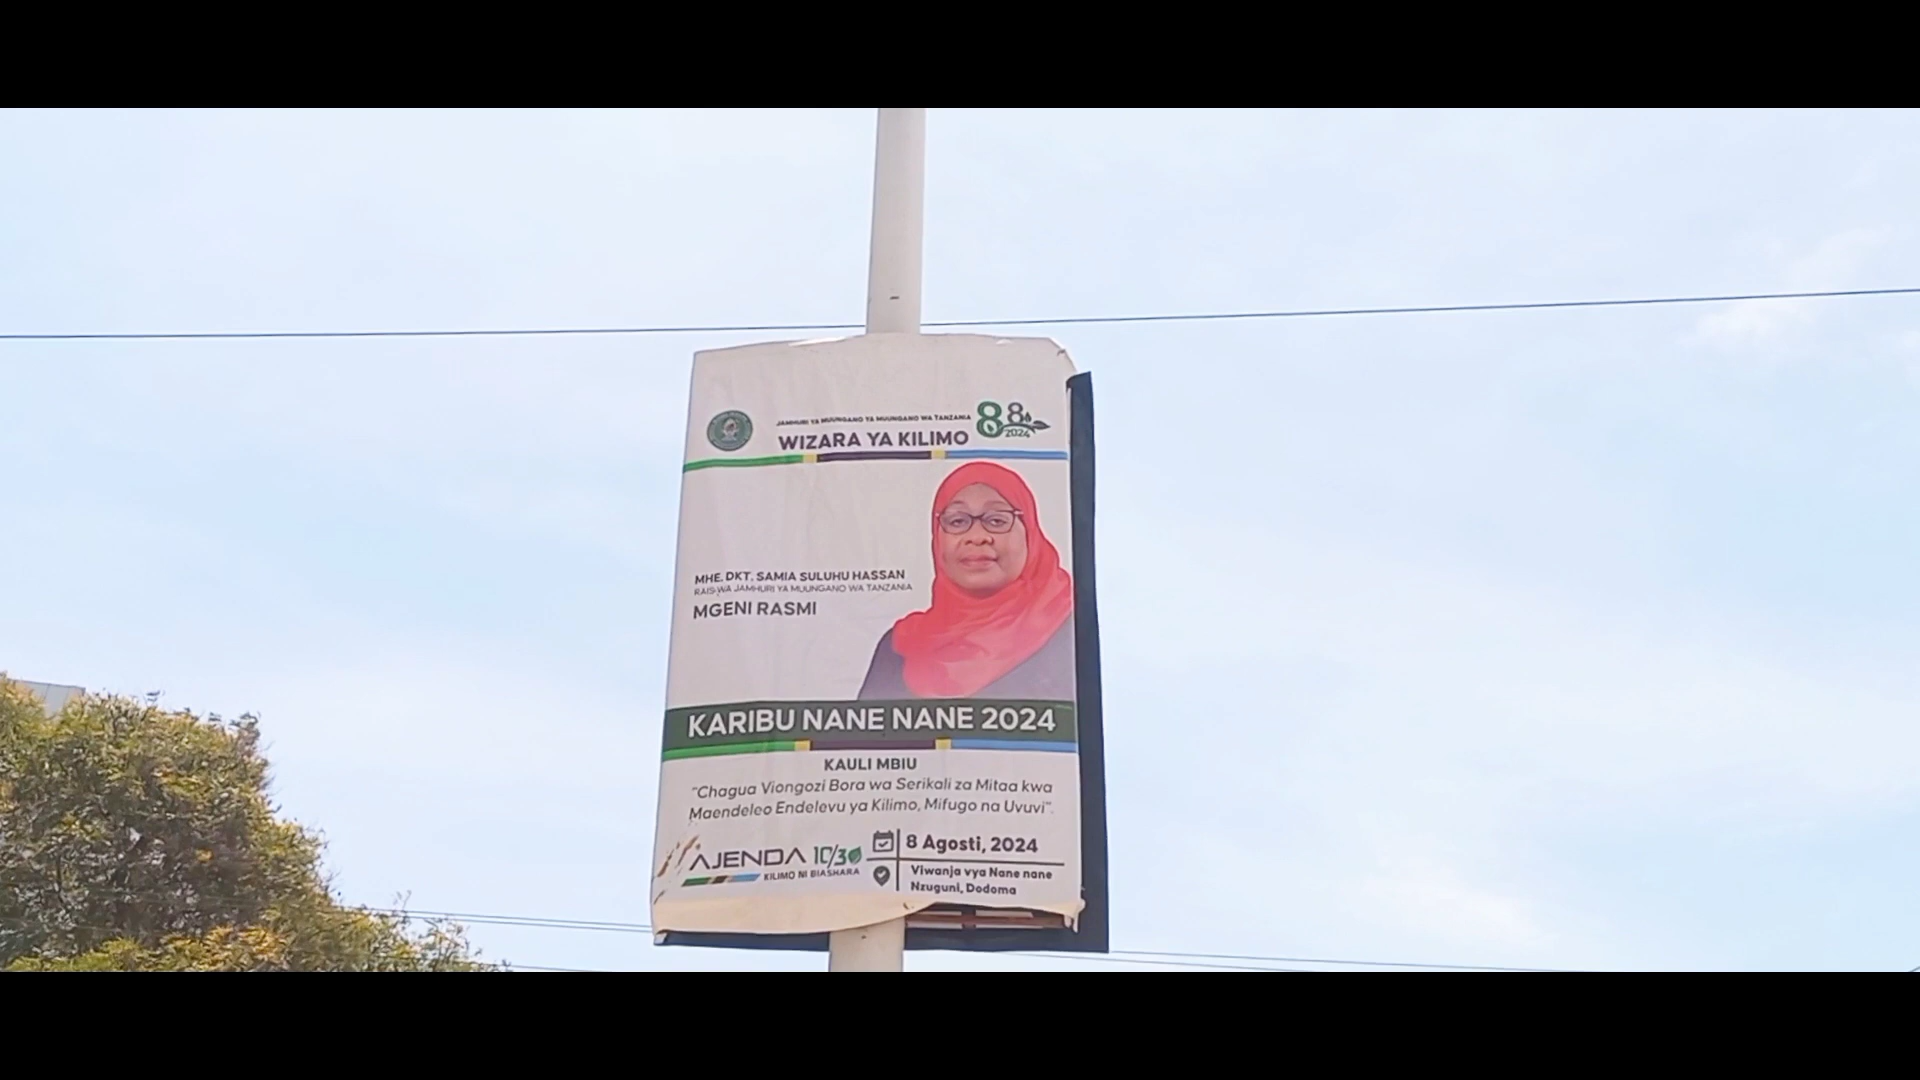 JAMHURI YA MUUNGANO YA MUUNGANO WA TANZANIA
WIZARA YA KILIMO
88
2024
MHE. DKT. SAMIA SULUHU HASSAN
RAIS WA JAMHURI YA MUUNGANO WA TANZANIA
MGENI RASMI
KARIBU NANE NANE 2024
KAULI MBIU
"Chagua Viongozi Bora wa Serikali za Mitaa kwa
Maendeleo Endelevu ya Kilimo, Mifugo na Uvuvi".
AJENDA 10/30
KILIMO NI BIASHARA
8 Agosti, 2024
Viwanja vya Nane nane
Nzuguni, Dodoma